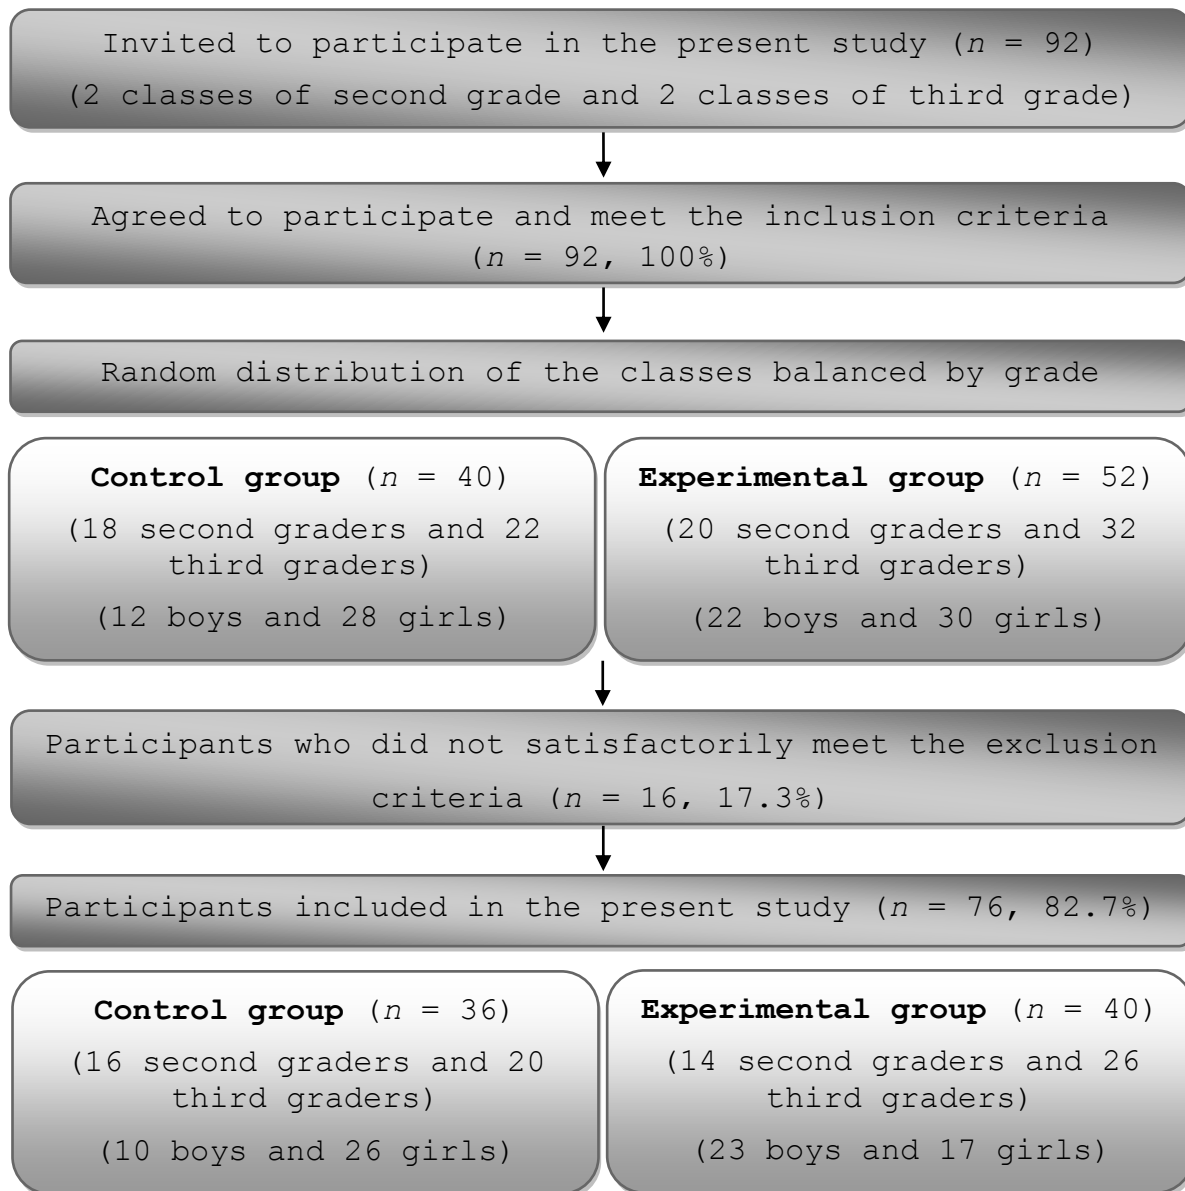 Invited to participate in the present study (n = 92)
(2 classes of second grade and 2 classes of third grade)
Agreed to participate and meet the inclusion criteria
(n = 92, 100%)
Random distribution of the classes balanced by grade
Control group (n = 40)
(18 second graders and 22
third graders)
(12 boys and 28 girls)
Experimental group (n = 52)
(20 second graders and 32
third graders)
(22 boys and 30 girls)
Participants who did not satisfactorily meet the exclusion
criteria (n = 16, 17.3%)
Participants included in the present study (n = 76, 82.7%)
Control group (n = 36)
(16 second graders and 20
third graders)
(10 boys and 26 girls)
Experimental group (n = 40)
(14 second graders and 26
third graders)
(23 boys and 17 girls)